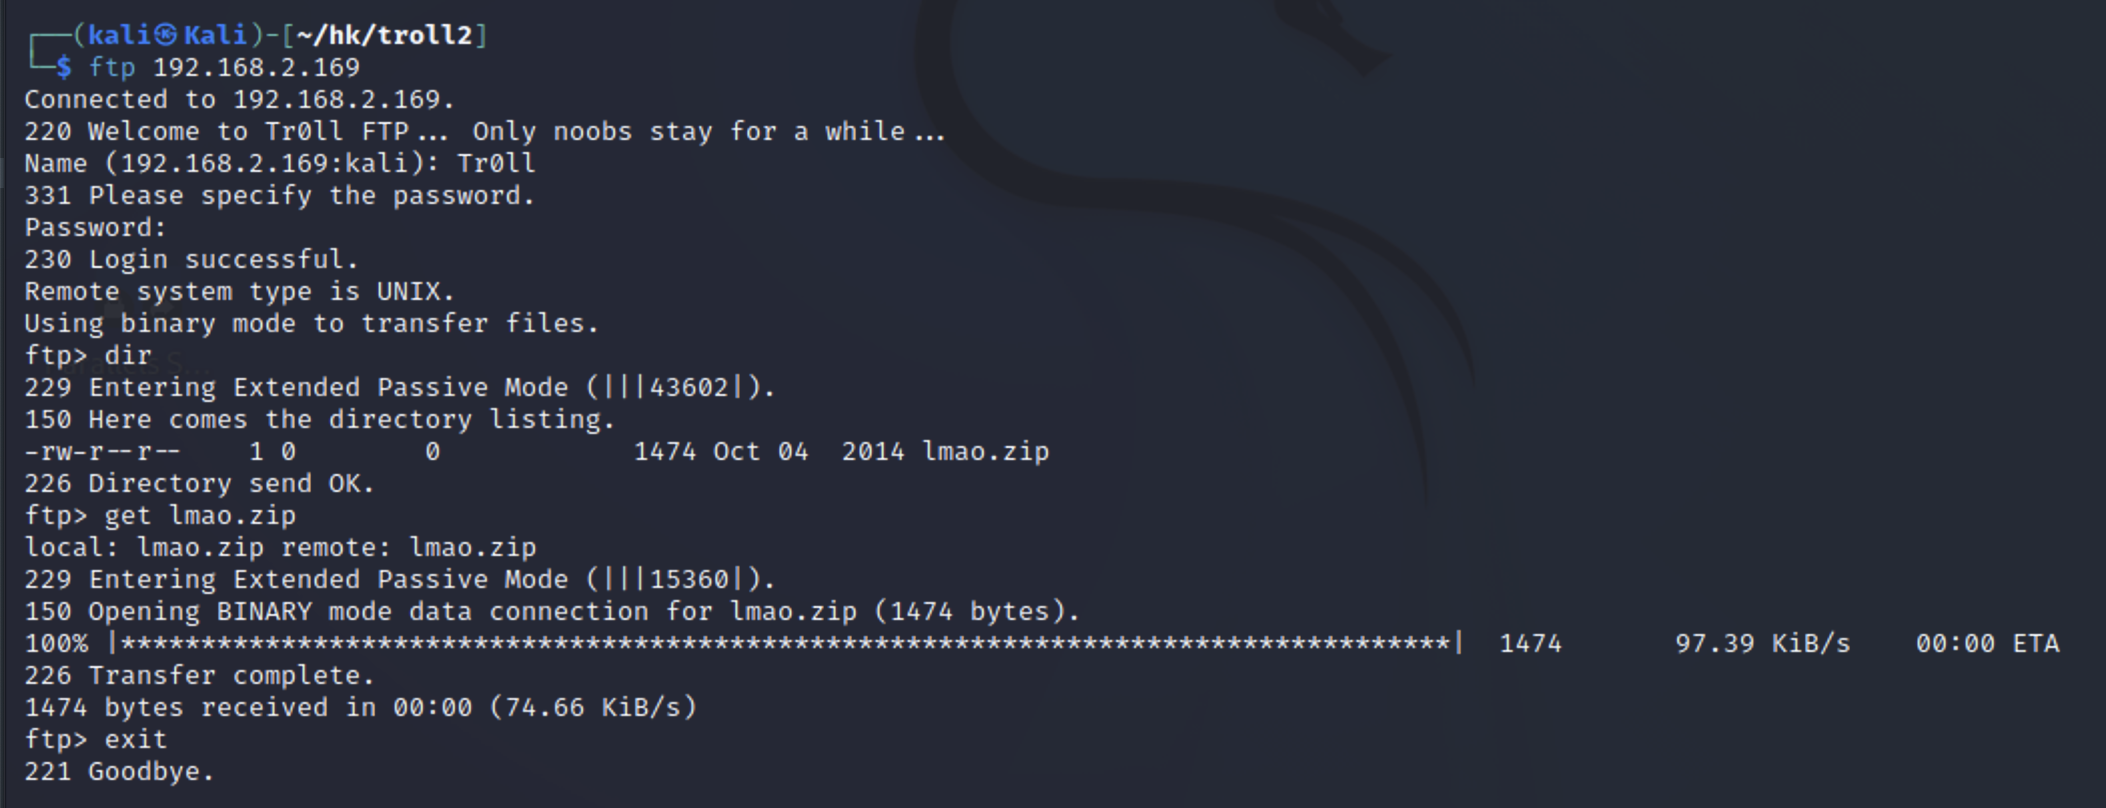 ┌──(kali㉿Kali)-[~/hk/troll2]
└─$ ftp 192.168.2.169
Connected to 192.168.2.169.
220 Welcome to Tr0ll FTP... Only noobs stay for a while...
Name (192.168.2.169:kali): Tr0ll
331 Please specify the password.
Password:
230 Login successful.
Remote system type is UNIX.
Using binary mode to transfer files.
ftp> dir
229 Entering Extended Passive Mode (|||43602|).
150 Here comes the directory listing.
-rw-r--r--    1 0        0            1474 Oct 04  2014 lmao.zip
226 Directory send OK.
ftp> get lmao.zip
local: lmao.zip remote: lmao.zip
229 Entering Extended Passive Mode (|||15360|).
150 Opening BINARY mode data connection for lmao.zip (1474 bytes).
100% |***********************************************************************************|  1474       97.39 KiB/s    00:00 ETA
226 Transfer complete.
1474 bytes received in 00:00 (74.66 KiB/s)
ftp> exit
221 Goodbye.